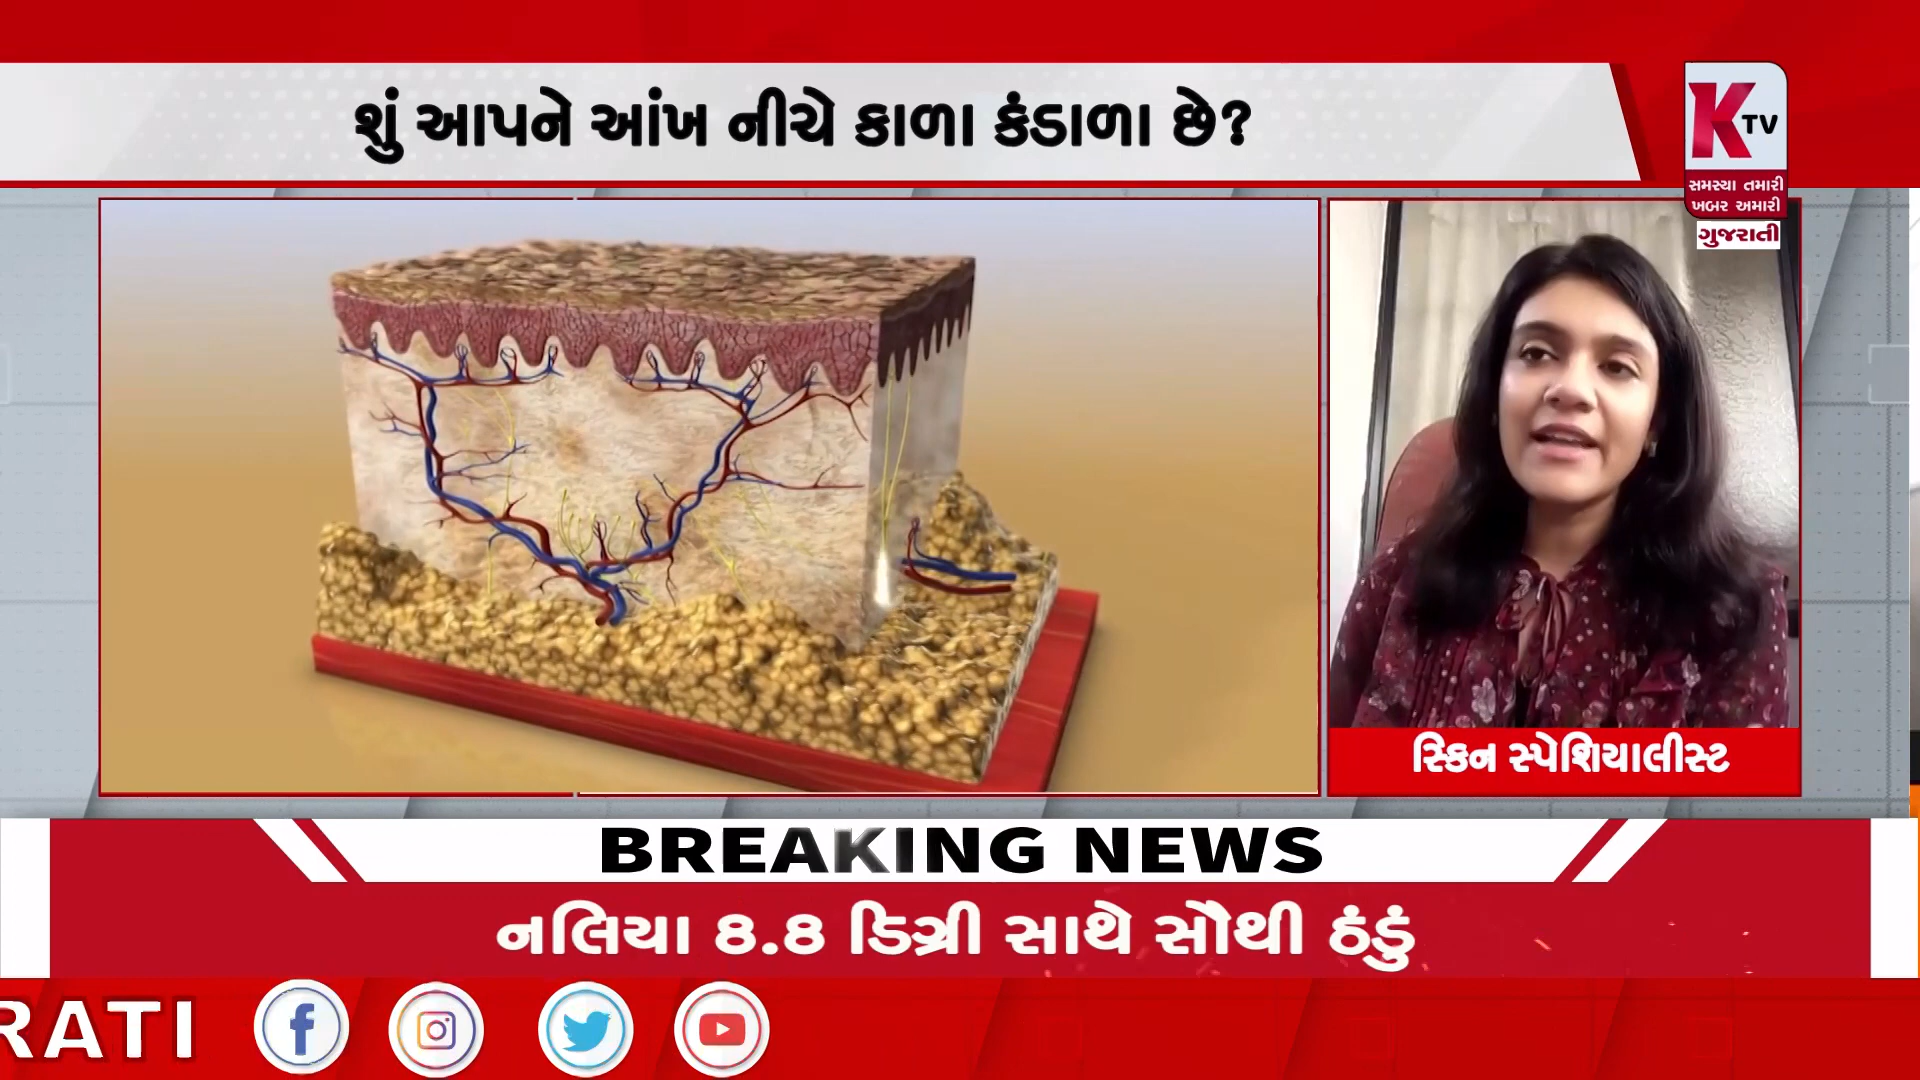 શું આપને આંખ નીચે કાળા કંડાળા છે?
K TV
સમસ્યા તમારી
ખબર અમારી
ગુજરાતી
સ્કિન સ્પેશિયાલીસ્ટ
BREAKING NEWS
નલિયા ૪.૪ ડિગ્રી સાથે સૌથી ઠંડું
RATI